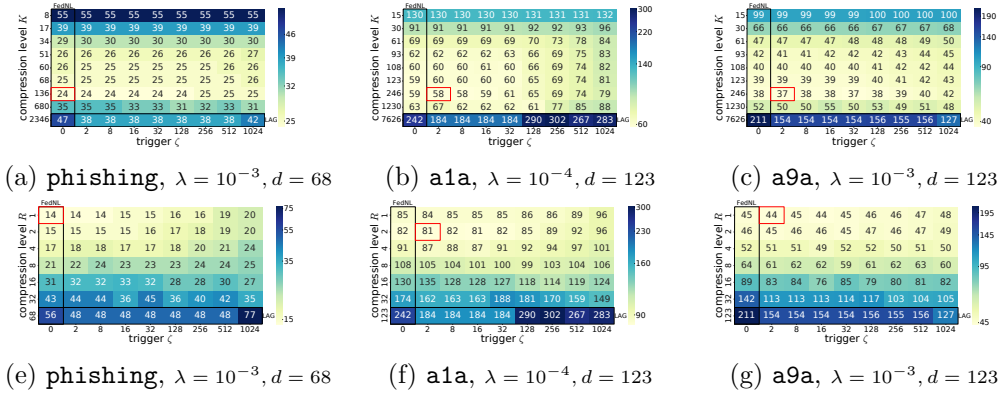 FedNL
compression level K
8 55 55 55 55 55 55 55 55 55
17 39 39 39 39 39 39 39 39 39
34 29 30 30 30 30 30 30 30 30
51 26 26 26 26 26 26 26 26 27
60 25 25 25 25 25 25 25 26 27
68 25 25 25 25 25 25 25 25 26
136 24 24 24 24 24 24 24 25 25
680 35 35 35 33 33 31 32 33 31
2346 47 38 38 38 38 38 38 38 42 LAG
0 2 8 16 32 128 256 512 1024
trigger ζ
46
25
-4
-25
FedNL
compression level K
15 130 130 130 130 130 131 131 132 132
30 91 91 91 91 91 92 92 93 96
61 69 69 69 69 70 73 71 78 84
93 62 62 62 63 63 66 69 75 83
108 60 60 60 60 61 65 68 74 82
123 60 60 60 60 61 62 67 74 81
246 59 58 58 60 61 65 69 74 79
1230 63 67 62 62 62 61 77 85 88
7626 242 184 184 184 184 290 302 267 283 LAG
0 2 8 16 32 128 256 512 1024
trigger ζ
300
220
140
60
-60
FedNL
compression level K
15 99 99 99 99 99 100 100 100 100
30 66 66 66 66 66 67 67 67 68
61 47 47 47 47 48 48 49 49 50
93 42 41 41 42 42 42 43 44 45
108 40 40 40 40 39 40 41 42 44
123 39 39 39 39 40 40 41 42 43
246 38 37 38 38 37 38 39 40 42
1230 52 50 50 55 50 53 49 51 48
7626 211 154 154 154 156 155 156 155 127 LAG
0 2 8 16 32 128 256 512 1024
trigger ζ
190
140
90
-40
(a) phishing, λ = 10−3, d = 68
(b) a1a, λ = 10−4, d = 123
(c) a9a, λ = 10−3, d = 123
FedNL
compression level R
1 14 14 14 15 16 16 16 19 20
2 15 15 15 15 15 17 18 19 20
4 17 18 18 18 17 18 20 21 24
8 21 22 24 23 23 22 24 24 25
16 31 32 32 33 32 28 28 30 27
32 43 44 44 36 45 36 40 42 35
68 56 48 48 48 48 48 48 48 77 LAG
0 2 8 16 32 128 256 512 1024
trigger ζ
75
55
35
-15
FedNL
compression level R
1 85 84 85 85 86 86 88 89 96
2 82 81 82 81 82 85 86 91 96
4 91 87 87 89 91 92 94 97 101
8 108 105 104 101 100 99 103 104 106
16 130 135 128 128 127 118 124 119 114
32 174 162 163 163 188 181 170 159 149
123 242 184 184 184 184 290 302 267 283 LAG
0 2 8 16 32 128 256 512 1024
trigger ζ
300
230
160
-90
FedNL
compression level R
1 45 44 45 45 46 46 46 47 48
2 46 45 46 46 46 46 47 47 49
4 52 51 51 49 52 52 50 51 50
8 64 61 62 62 59 61 62 63 60
16 89 83 84 76 85 79 80 81 82
32 142 113 113 114 114 117 103 104 105
123 211 154 154 154 156 156 155 156 127 LAG
0 2 8 16 32 128 256 512 1024
trigger ζ
195
145
95
-45
(e) phishing, λ = 10−3, d = 68
(f) a1a, λ = 10−4, d = 123
(g) a9a, λ = 10−3, d = 123